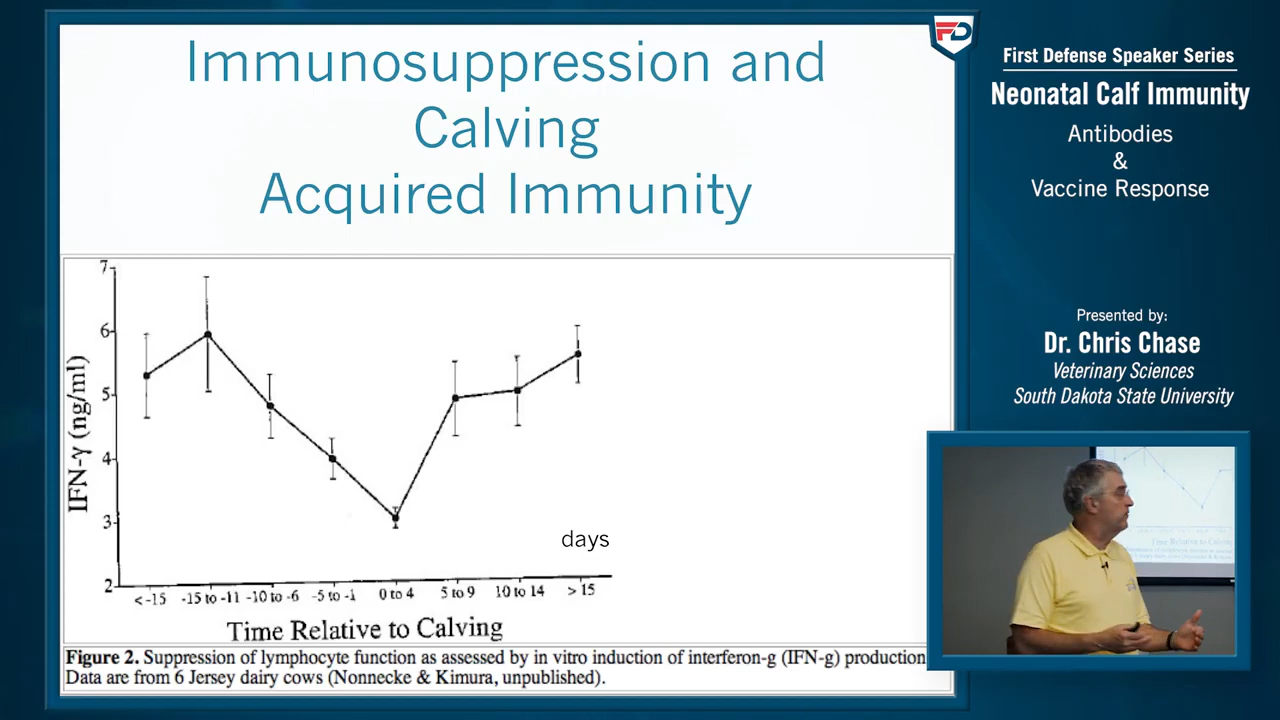 Immunosuppression and
Calving
Acquired Immunity
7
6
5
4
3
2
IFN-γ (ng/ml)
days
< -15 -15 to -11 -10 to -6 -5 to -1 0 to 4 5 to 9 10 to 14 > 15
Time Relative to Calving
Figure 2. Suppression of lymphocyte function as assessed by in vitro induction of interferon-g (IFN-g) production
Data are from 6 Jersey dairy cows (Nonnecke & Kimura, unpublished).
FD
First Defense Speaker Series
Neonatal Calf Immunity
Antibodies
&
Vaccine Response
Presented by:
Dr. Chris Chase
Veterinary Sciences
South Dakota State University
Time Relative to Calving